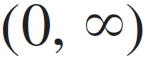 (0, ∞)